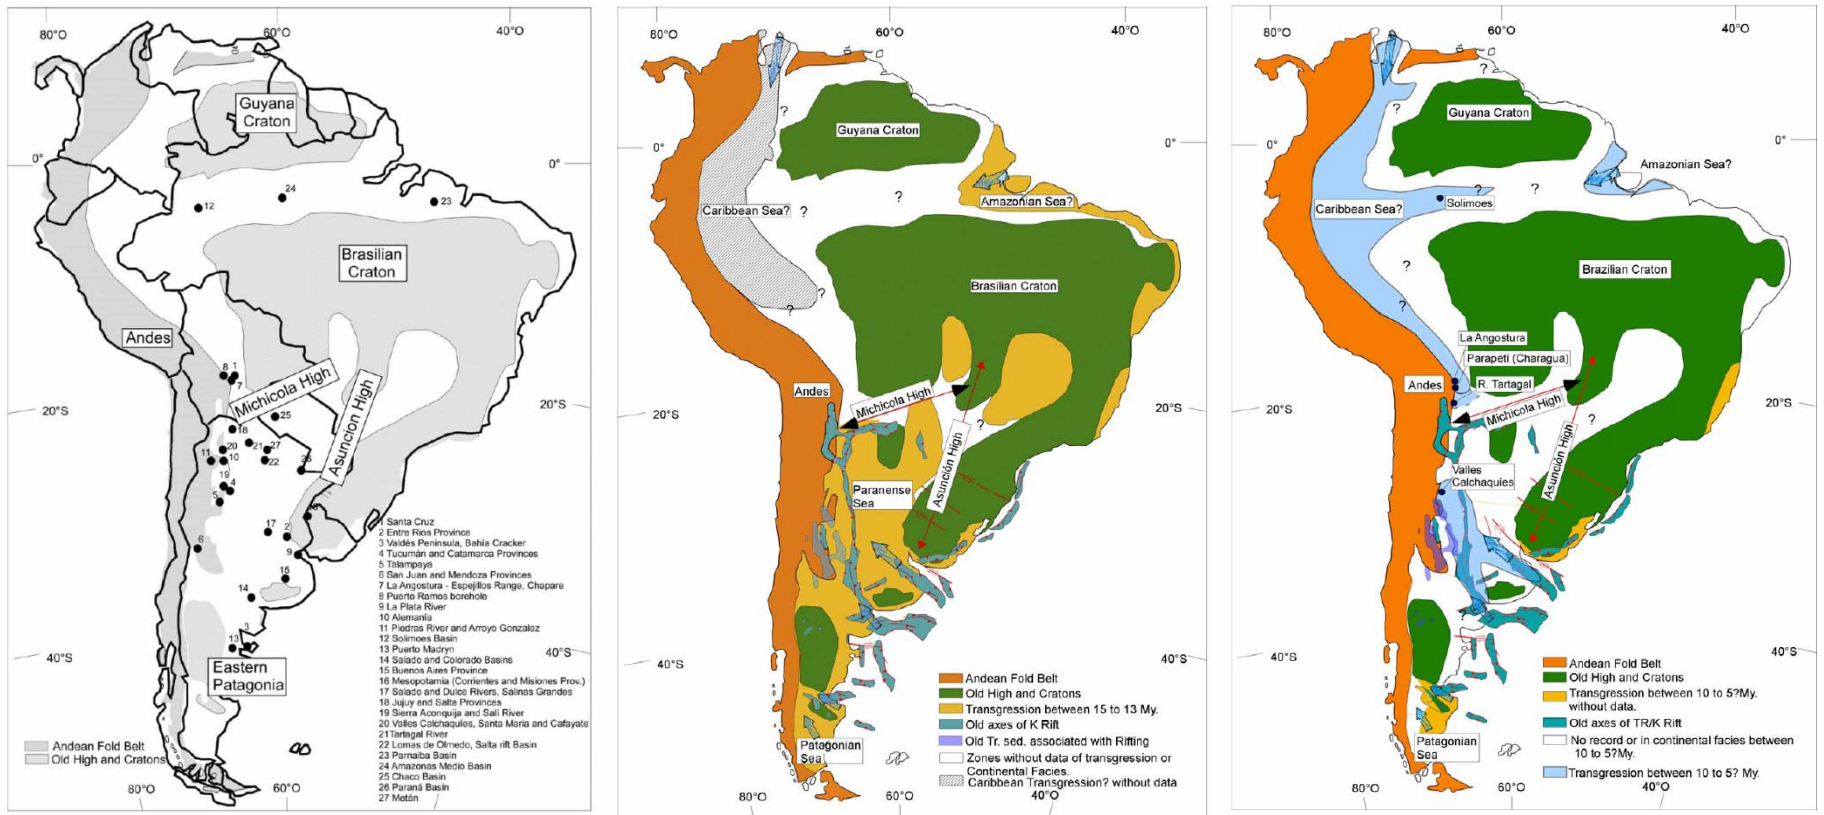 80°O
60°O
40°O
Guyana
Craton
0°
0°
24
12
23
Brasilian
Craton
Andes
8
1
7
Michicola High
Asuncion High
25
20°S
20°S
18
20
21
27
11
10
22
26
19
4
5
17
2
16
6
9
15
14
3
13
40°S
40°S
Eastern
Patagonia
1 Santa Cruz
2 Entre Rios Province
3 Valdés Peninsula, Bahía Cracker
4 Tucumán and Catamarca Provinces
5 Talampaya
6 San Juan and Mendoza Provinces
7 La Angostura - Espejillos Range, Chapare
8 Puerto Ramos borehole
9 La Plata River
10 Alemanía
11 Piedras River and Arroyo Gonzalez
12 Solimoes Basin
13 Puerto Madryn
14 Salado and Colorado Basins
15 Buenos Aires Province
16 Mesopotamia (Corrientes and Misiones Prov.)
17 Salado and Dulce Rivers, Salinas Grandes
18 Jujuy and Salta Provinces
19 Sierra Aconquija and Sali River
20 Valles Calchaquíes, Santa Maria and Cafayate
21Tartagal River
22 Lomas de Olmedo, Salta rift Basin
23 Parnaiba Basin
24 Amazonas Medio Basin
25 Chaco Basin
26 Paraná Basin
27 Metán
Andean Fold Belt
Old High and Cratons
80°O
60°O
80°O
60°O
40°O
?
Guyana Craton
0°
0°
?
Caribbean Sea?
?
Amazonian Sea?
Brasilian Craton
?
?
Andes
Michicola High
20°S
20°S
?
Asunción High
Paranense
Sea
40°S
40°S
Patagonian
Sea
Andean Fold Belt
Old High and Cratons
Transgression between 15 to 13 My.
Old axes of K Rift
Old Tr. sed. associated with Rifting
Zones without data of transgression or
Continental Facies.
Caribbean Transgression? without data
80°O
60°O
40°O
80°O
60°O
40°O
?
?
Guyana Craton
0°
0°
Amazonian Sea?
?
?
Solimoes
Caribbean Sea?
?
Brazilian Craton
?
La Angostura
Parapeti (Charagua)
Andes
R. Tartagal
Michicola High
20°S
20°S
?
Asunción High
Valles
Calchaquíes
?
40°S
40°S
Patagonian
Sea
Andean Fold Belt
Old High and Cratons
Transgression between 10 to 5?My.
without data.
Old axes of TR/K Rift
No record or in continental facies between
10 to 5?My.
Transgression between 10 to 5? My.
80°O
60°O
40°O